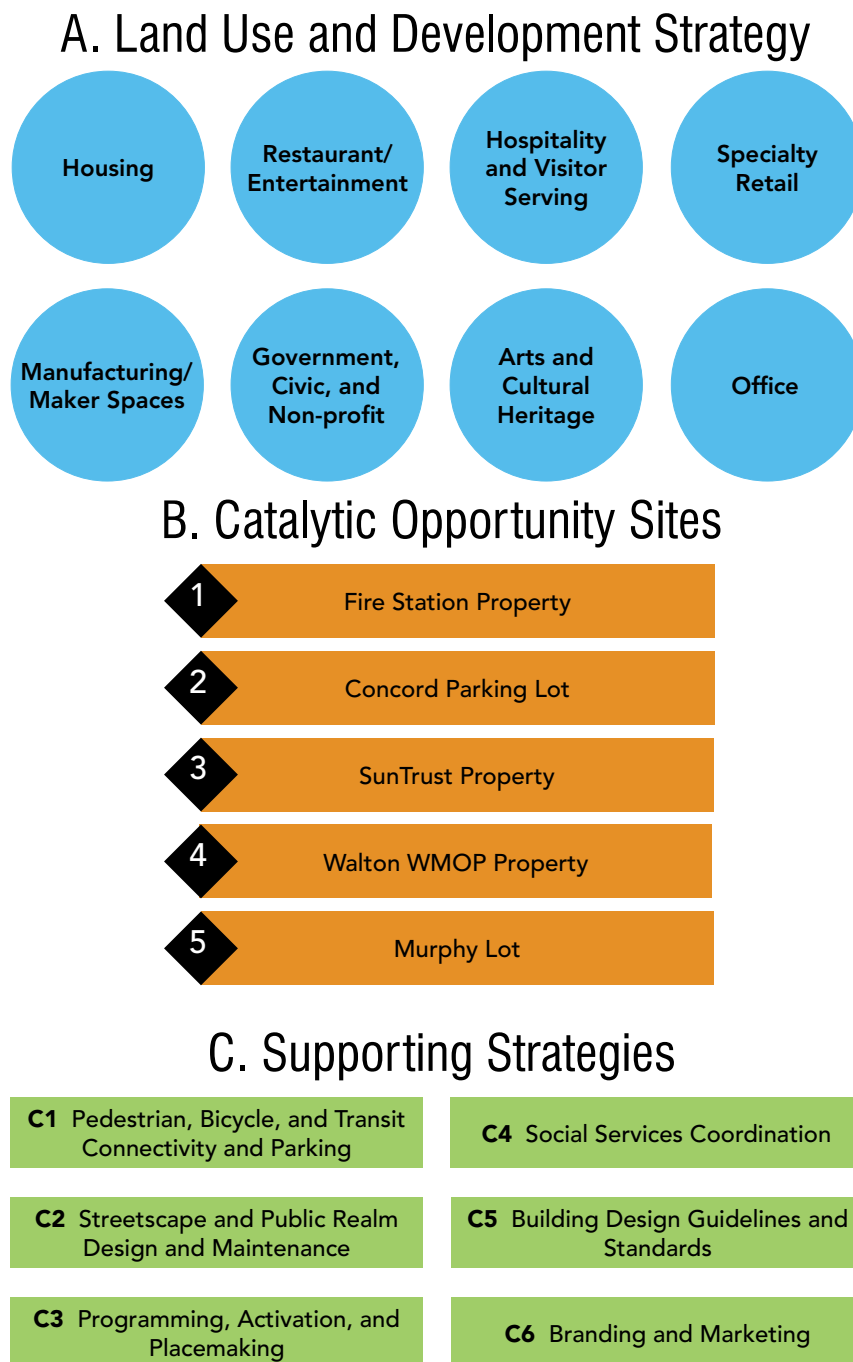 A. Land Use and Development Strategy
Housing
Restaurant/
Entertainment
Hospitality
and Visitor
Serving
Specialty
Retail
Manufacturing/
Maker Spaces
Government,
Civic, and
Non-profit
Arts and
Cultural
Heritage
Office
B. Catalytic Opportunity Sites
1 Fire Station Property
2 Concord Parking Lot
3 SunTrust Property
4 Walton WMOP Property
5 Murphy Lot
C. Supporting Strategies
C1 Pedestrian, Bicycle, and Transit
Connectivity and Parking
C4 Social Services Coordination
C2 Streetscape and Public Realm
Design and Maintenance
C5 Building Design Guidelines and
Standards
C3 Programming, Activation, and
Placemaking
C6 Branding and Marketing